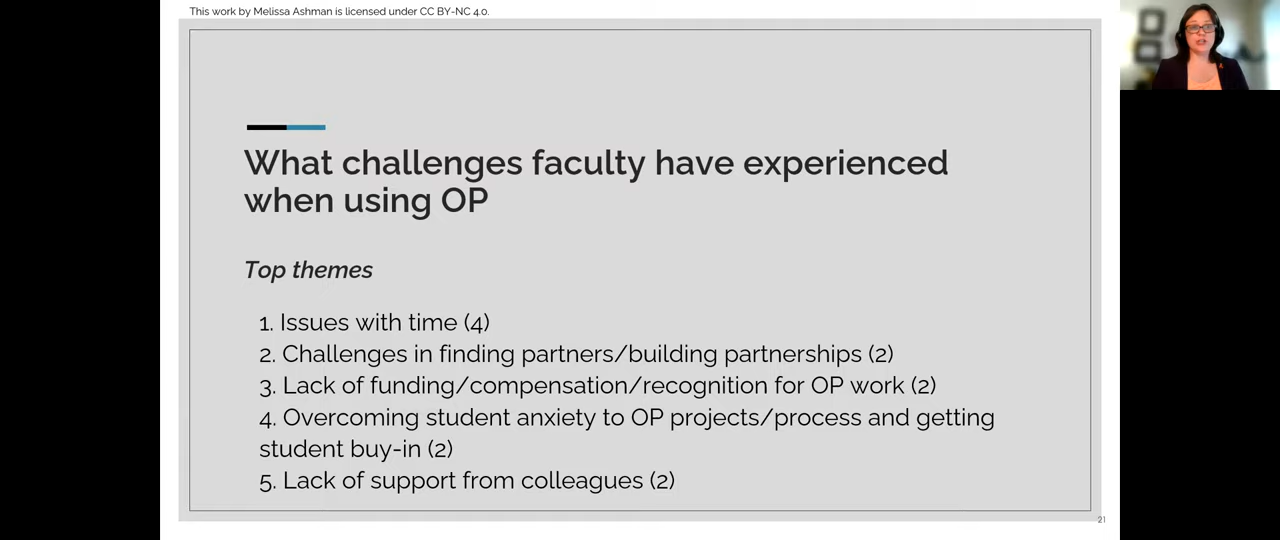 This work by Melissa Ashman is licensed under CC BY-NC 4.0.
What challenges faculty have experienced
when using OP
Top themes
1. Issues with time (4)
2. Challenges in finding partners/building partnerships (2)
3. Lack of funding/compensation/recognition for OP work (2)
4. Overcoming student anxiety to OP projects/process and getting
student buy-in (2)
5. Lack of support from colleagues (2)
21